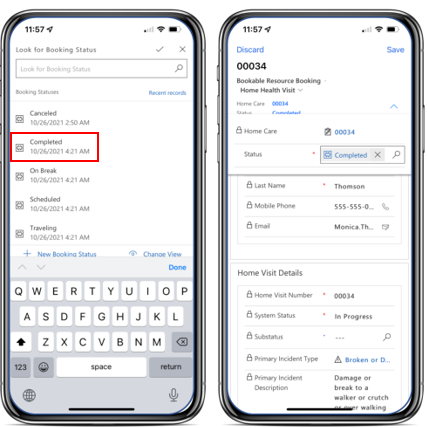 11:57
Look for Booking Status
Look for Booking Status
Booking Statuses
Recent records
Canceled
10/26/2021 2:50 AM
Completed
10/26/2021 4:21 AM
On Break
10/26/2021 4:21 AM
Scheduled
10/26/2021 4:21 AM
Traveling
10/26/2021 4:21 AM
+ New Booking Status
Change View
Done
Q W E R T Y U I O P
A S D F G H J K L
Z X C V B N M
123
space
return
11:57
Discard
Save
00034
Bookable Resource Booking ·
Home Health Visit
Home Care 00034
Status Completed
Home Care 00034
Status * Completed X
Last Name * Thomson
Mobile Phone 555-555-0...
Email Monica.Th...
Home Visit Details
Home Visit Number * 00034
System Status * In Progress
Substatus * ---
Primary Incident Type Broken or D...
Primary Incident Description
Damage or
break to a
walker or crutch
or over walking